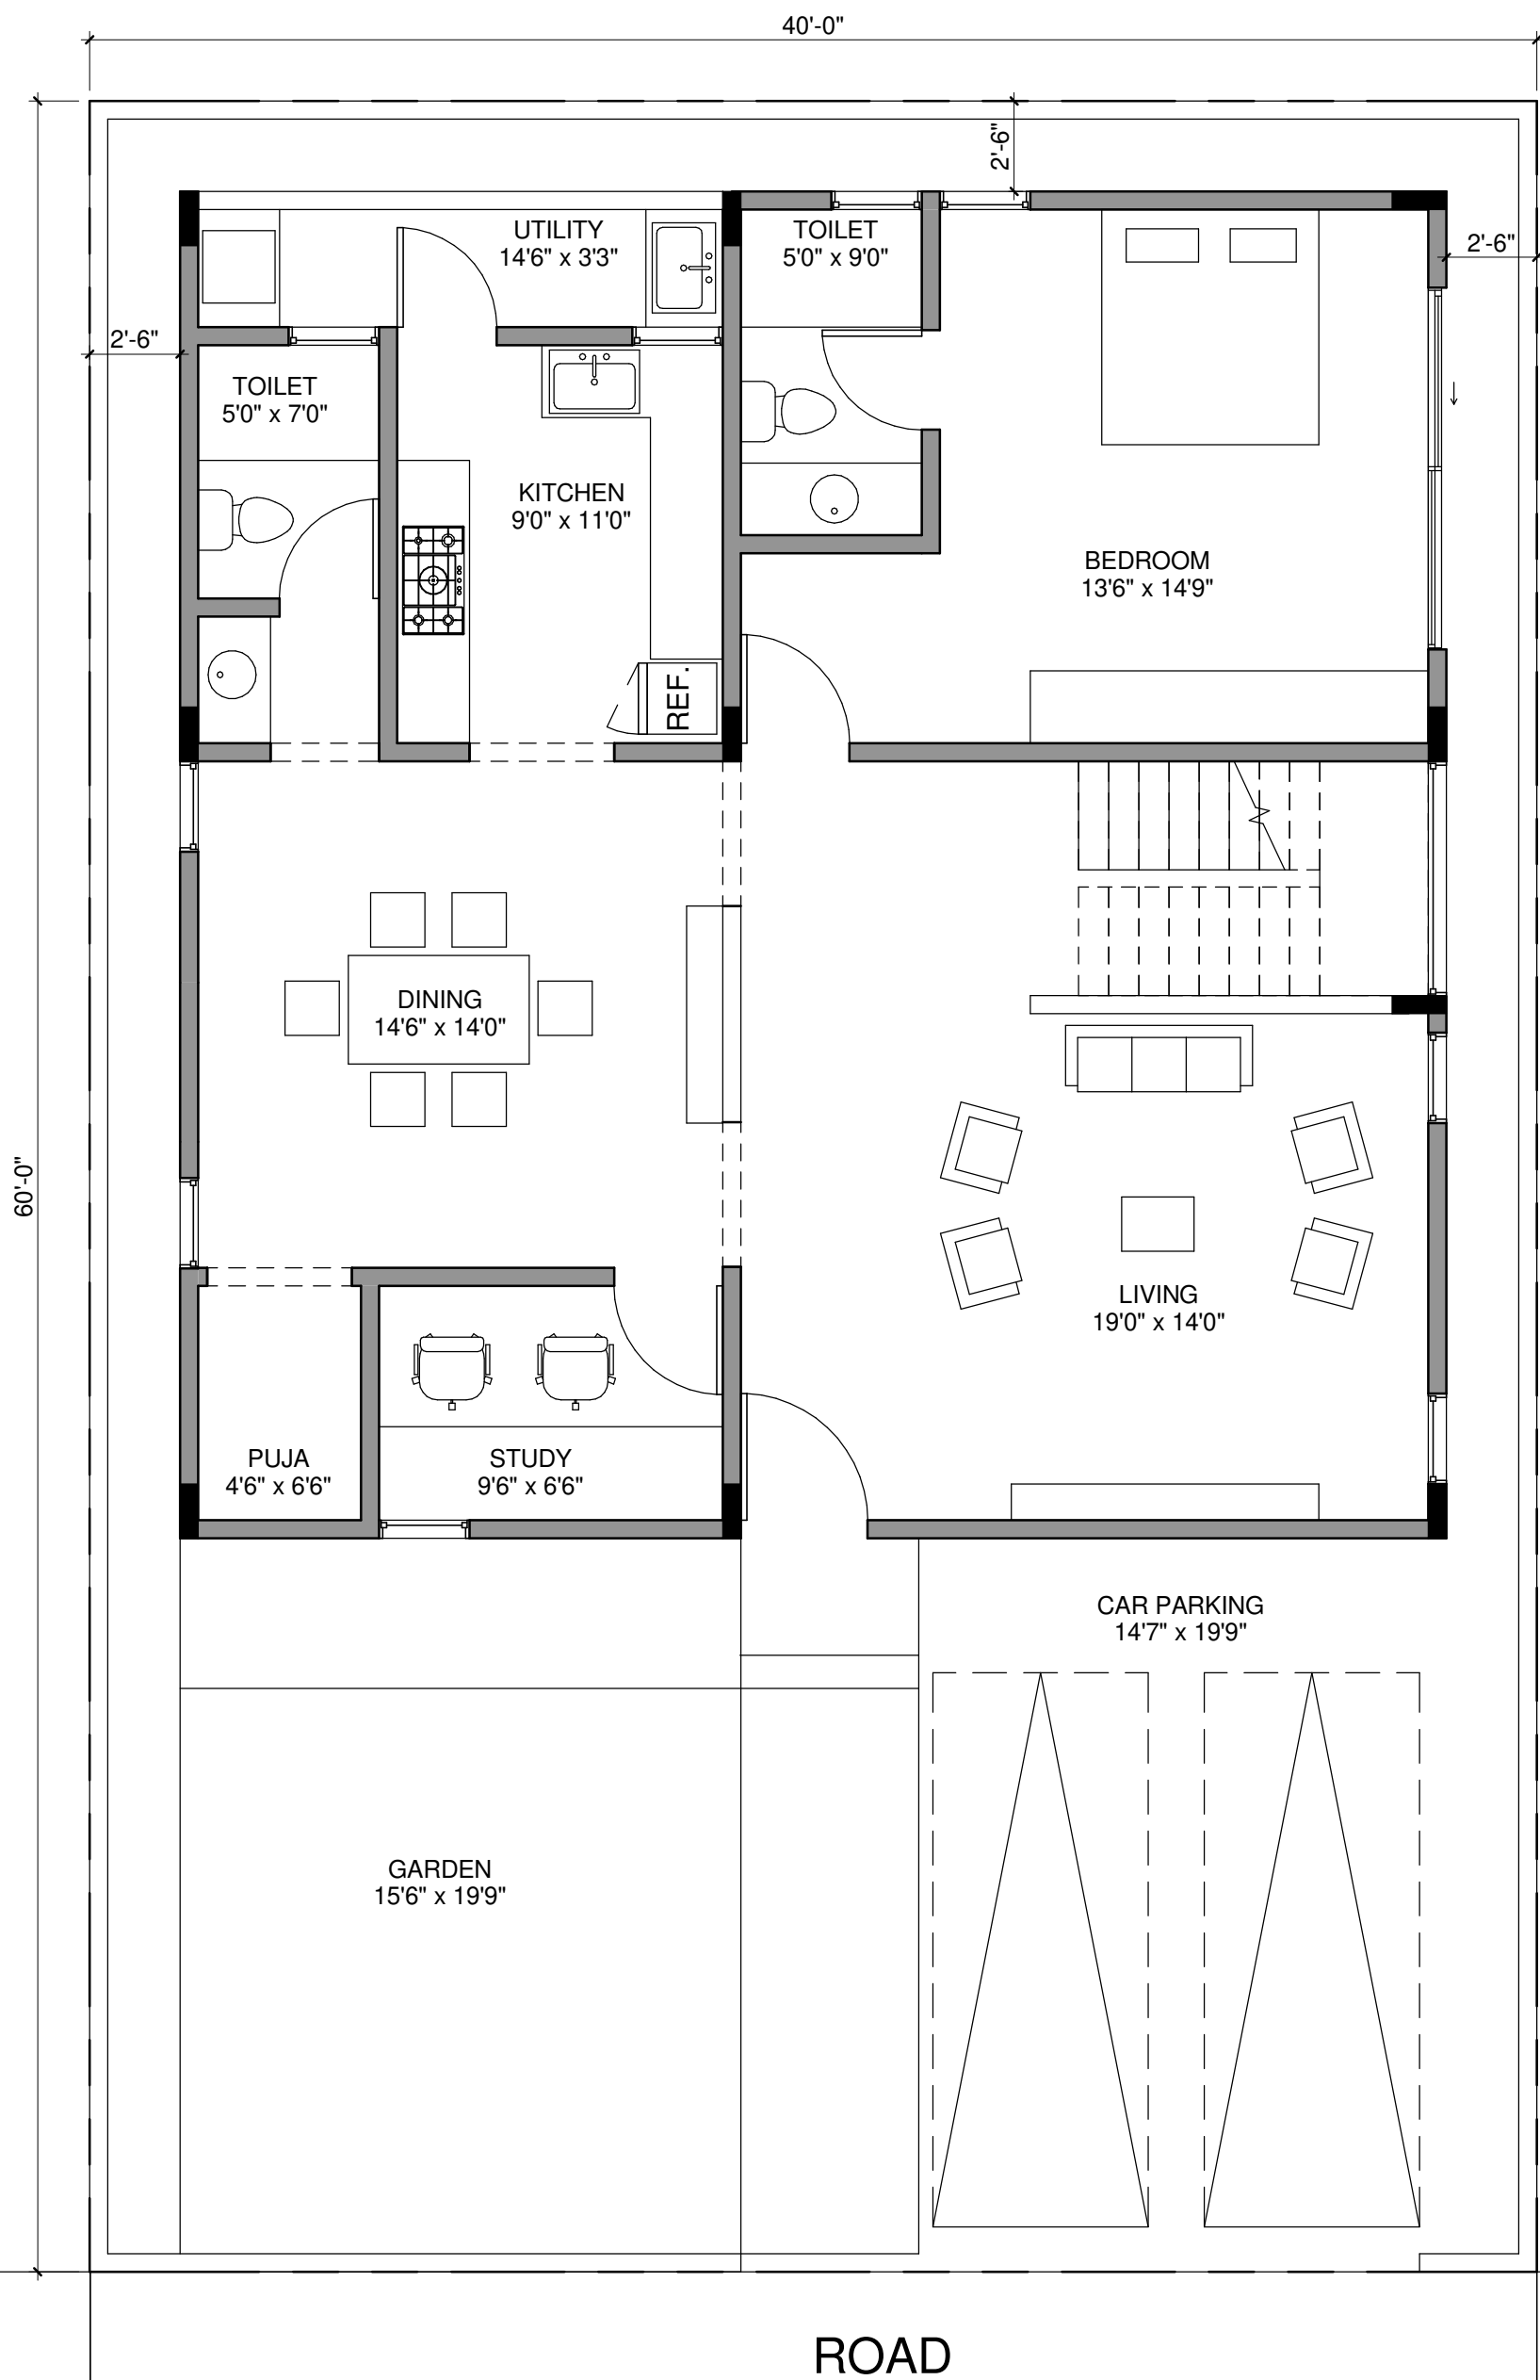 40'-0"
2'-6"
UTILITY
14'6" x 3'3"
TOILET
5'0" x 9'0"
2'-6"
2'-6"
TOILET
5'0" x 7'0"
KITCHEN
9'0" x 11'0"
BEDROOM
13'6" x 14'9"
REF.
DINING
14'6" x 14'0"
60'-0"
LIVING
19'0" x 14'0"
PUJA
4'6" x 6'6"
STUDY
9'6" x 6'6"
CAR PARKING
14'7" x 19'9"
GARDEN
15'6" x 19'9"
ROAD